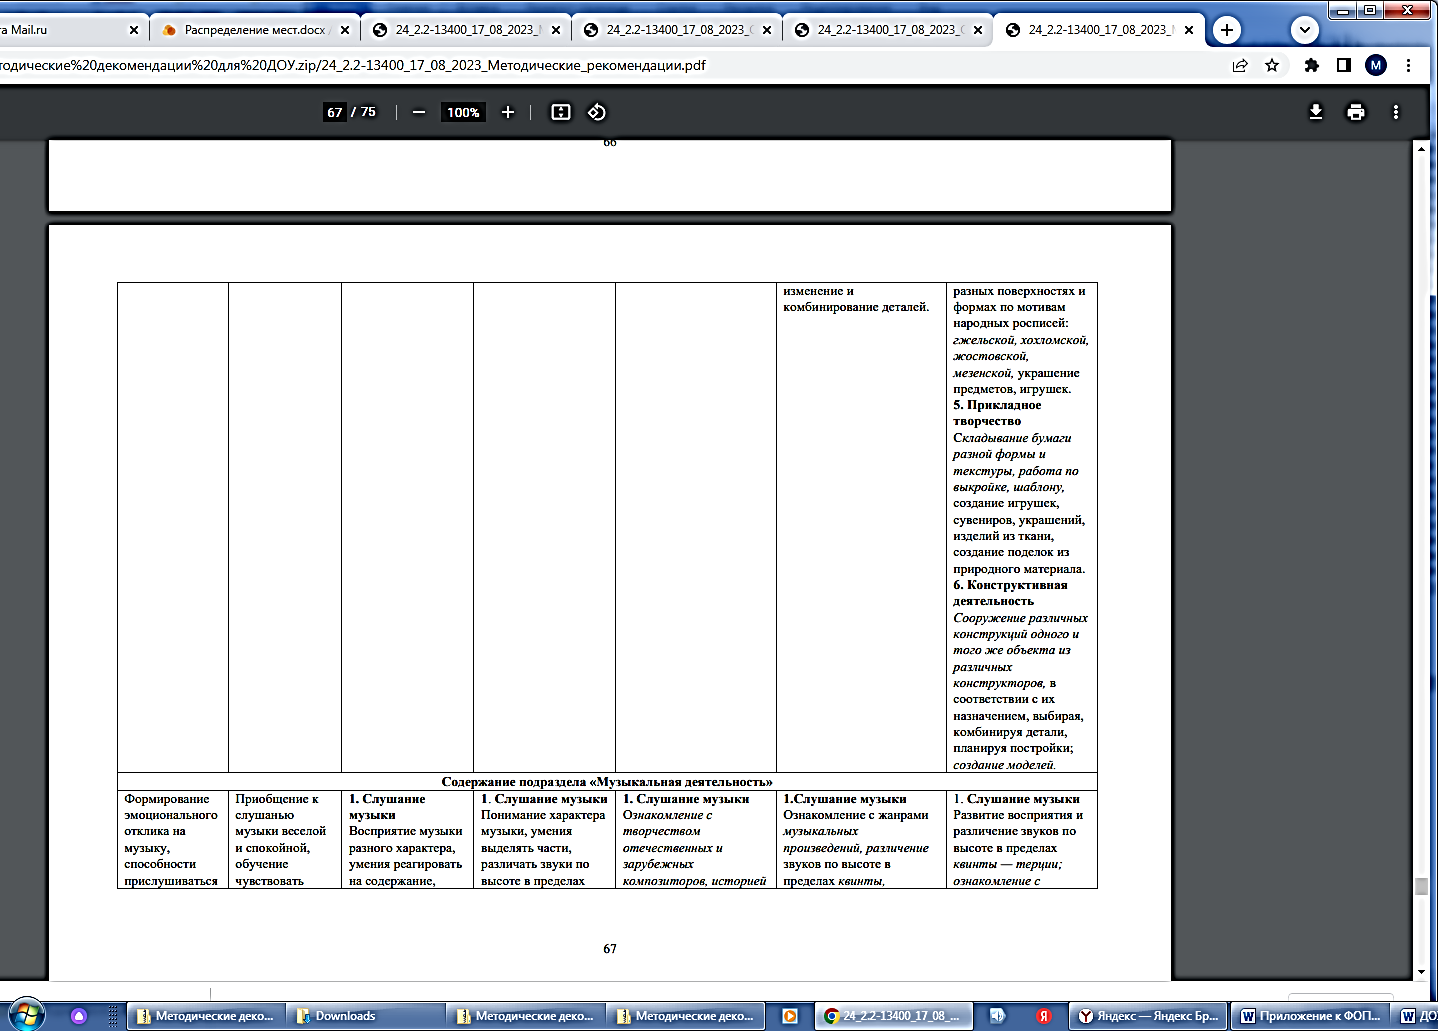 та Mail.ru
Распределение мест.docx
24_2.2-13400_17_08_2023_
24_2.2-13400_17_08_2023_
24_2.2-13400_17_08_2023_
24_2.2-13400_17_08_2023_
тодические%20декомендации%20для%20ДОУ.zip/24_2.2-13400_17_08_2023_Методические_рекомендации.pdf
M
67 / 75
100%
66
изменение и
комбинирование деталей.
разных поверхностях и
формах по мотивам
народных росписей:
гжельской, хохломской,
жостовской,
мезенской, украшение
предметов, игрушек.
5. Прикладное
творчество
Складывание бумаги
разной формы и
текстуры, работа по
выкройке, шаблону,
создание игрушек,
сувениров, украшений,
изделий из ткани,
создание поделок из
природного материала.
6. Конструктивная
деятельность
Сооружение различных
конструкций одного и
того же объекта из
различных
конструкторов, в
соответствии с их
назначением, выбирая,
комбинируя детали,
планируя постройки;
создание моделей.
Содержание подраздела «Музыкальная деятельность»
Формирование
эмоционального
отклика на
музыку,
способности
прислушиваться
Приобщение к
слушанью
музыки веселой
и спокойной,
обучение
чувствовать
1. Слушание
музыки
Восприятие музыки
разного характера,
умения реагировать
на содержание,
1. Слушание музыки
Понимание характера
музыки, умения
выделять части,
различать звуки по
высоте в пределах
1. Слушание музыки
Ознакомление с
творчеством
отечественных и
зарубежных
композиторов, историей
1.Слушание музыки
Ознакомление с жанрами
музыкальных
произведений, различение
звуков по высоте в
пределах квинты,
1. Слушание музыки
Развитие восприятия и
различение звуков по
высоте в пределах
квинты — терции;
ознакомление с
67
Методические деко...
Downloads
Методические деко...
Методические деко...
24_2.2-13400_17_08_...
Я
Яндекс — Яндекс Бр...
Приложение к ФОП...
ДО